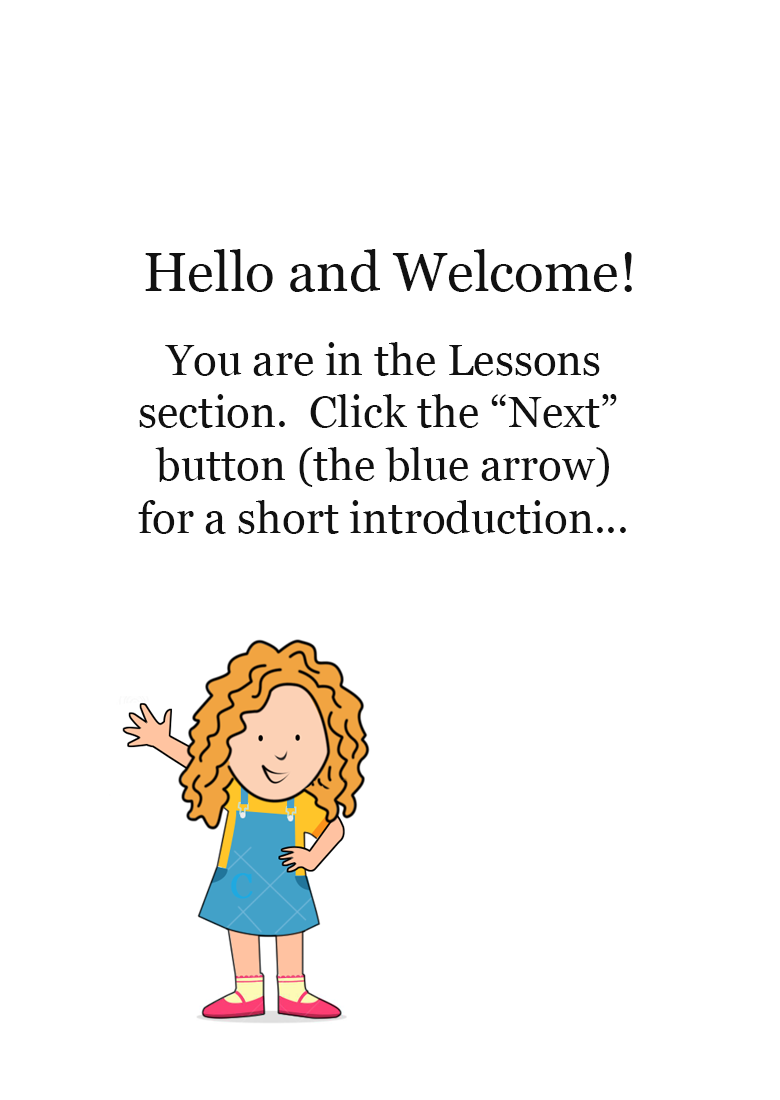 Hello and Welcome!
You are in the Lessons
section.  Click the “Next”
button (the blue arrow)
for a short introduction...
C